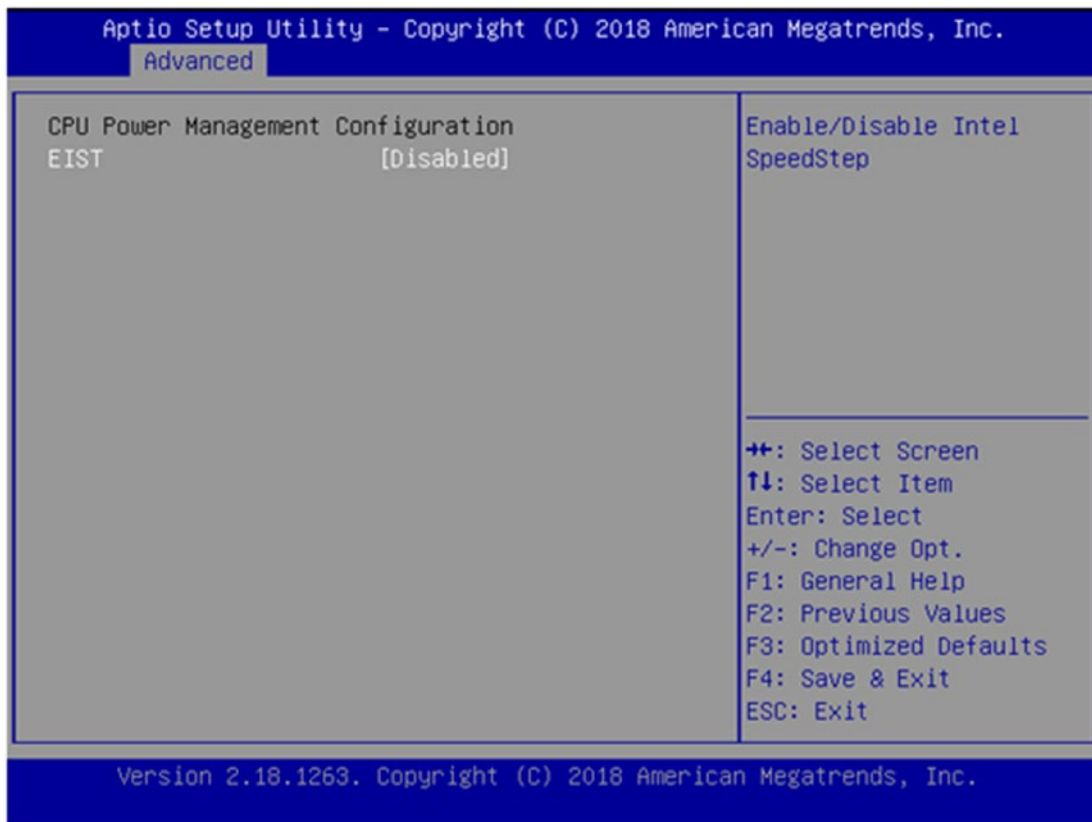 Aptio Setup Utility – Copyright (C) 2018 American Megatrends, Inc.
Advanced
CPU Power Management Configuration
EIST [Disabled]
Enable/Disable Intel
SpeedStep
→←: Select Screen
↑↓: Select Item
Enter: Select
+/-: Change Opt.
F1: General Help
F2: Previous Values
F3: Optimized Defaults
F4: Save & Exit
ESC: Exit
Version 2.18.1263. Copyright (C) 2018 American Megatrends, Inc.